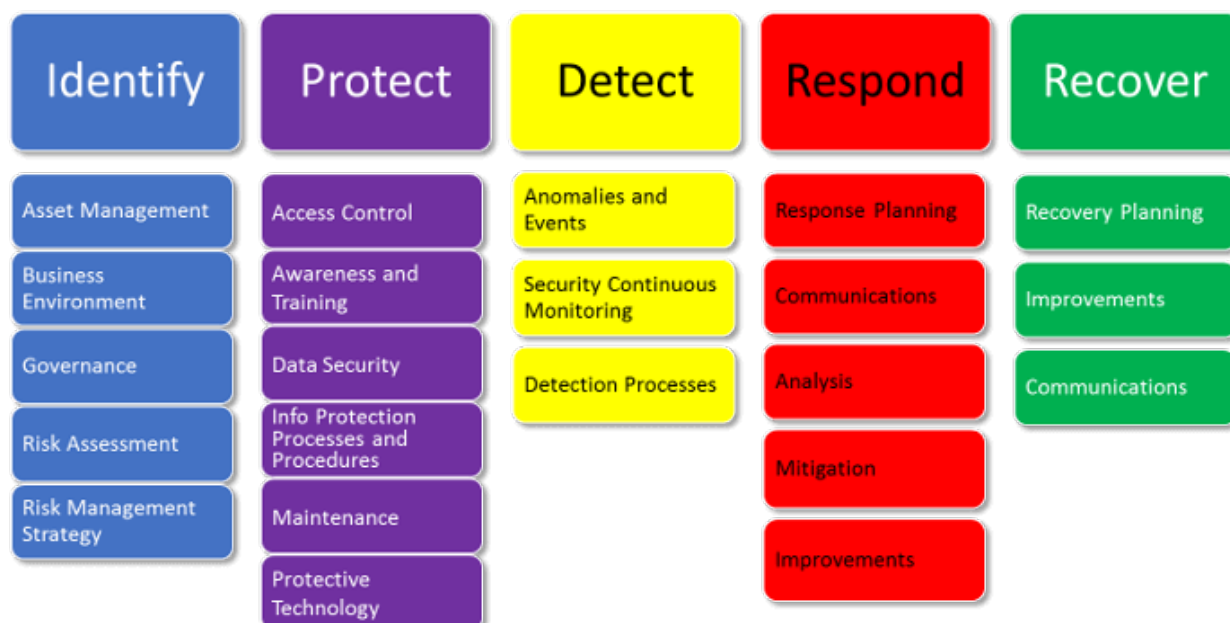 Identify
Protect
Detect
Respond
Recover
Asset Management
Business
Environment
Governance
Risk Assessment
Risk Management
Strategy
Access Control
Awareness and
Training
Data Security
Info Protection
Processes and
Procedures
Maintenance
Protective
Technology
Anomalies and
Events
Security Continuous
Monitoring
Detection Processes
Response Planning
Communications
Analysis
Mitigation
Improvements
Recovery Planning
Improvements
Communications